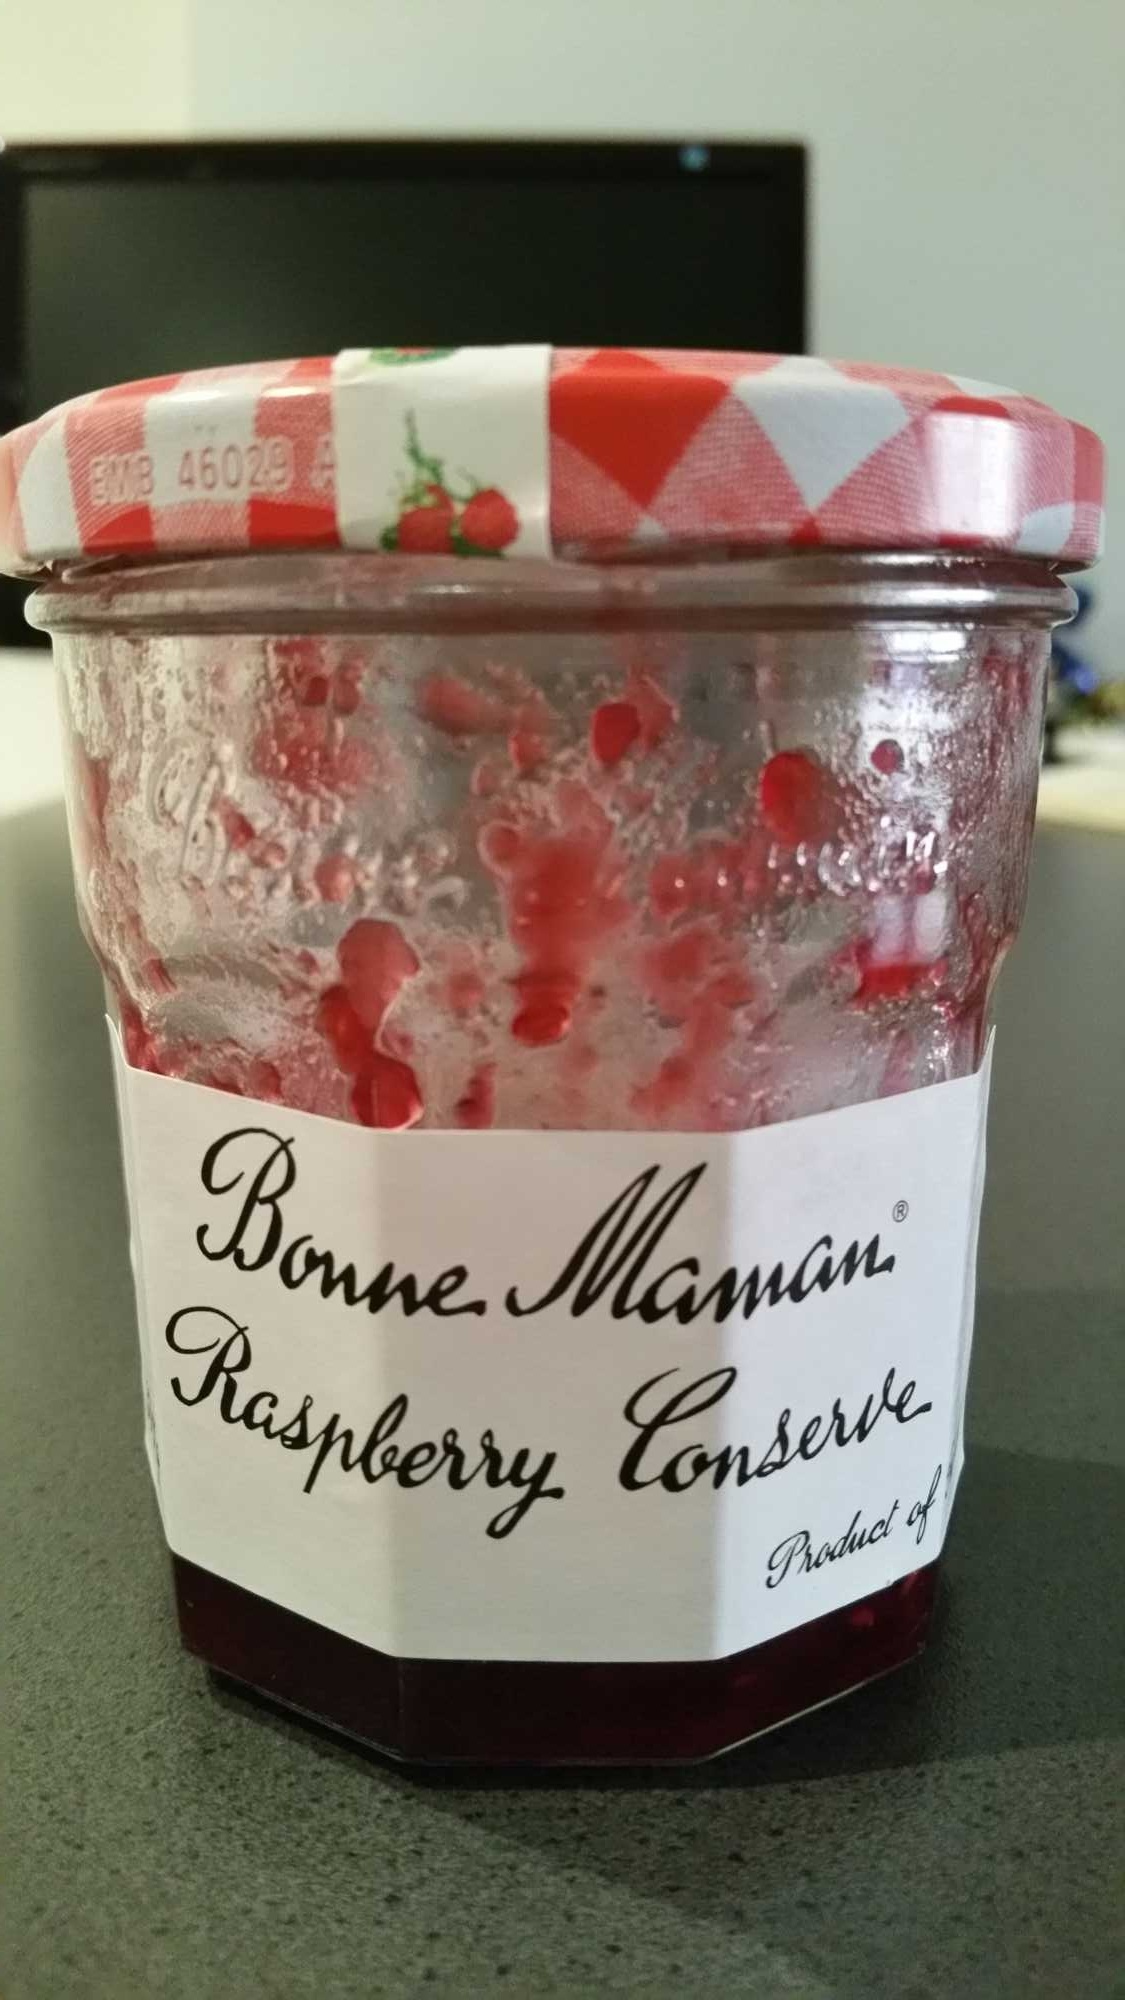 EMB 46029 A
Bonne Maman®
Raspberry Conserve
Product of